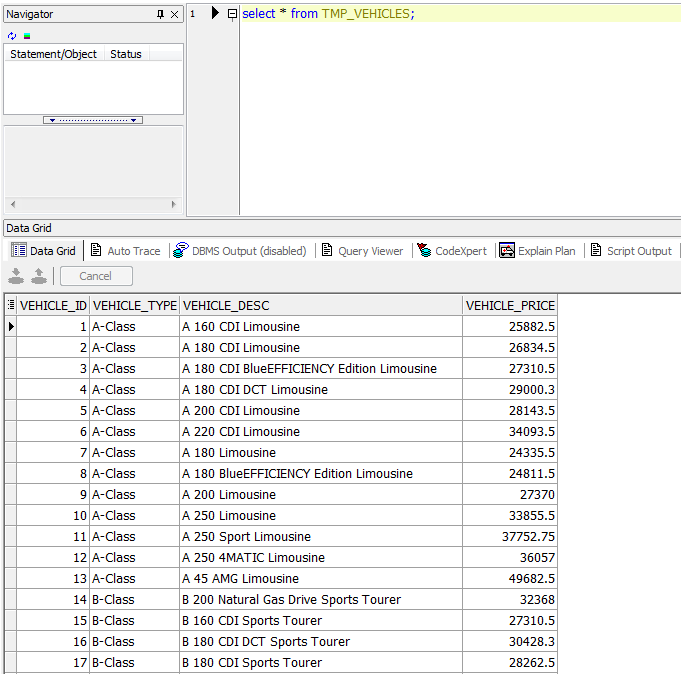 Navigator
1 select * from TMP_VEHICLES;
Statement/Object Status
Data Grid
Data Grid Auto Trace DBMS Output (disabled) Query Viewer CodeXpert Explain Plan Script Output
Cancel
VEHICLE_ID VEHICLE_TYPE VEHICLE_DESC VEHICLE_PRICE
1 A-Class A 160 CDI Limousine 25882.5
2 A-Class A 180 CDI Limousine 26834.5
3 A-Class A 180 CDI BlueEFFICIENCY Edition Limousine 27310.5
4 A-Class A 180 CDI DCT Limousine 29000.3
5 A-Class A 200 CDI Limousine 28143.5
6 A-Class A 220 CDI Limousine 34093.5
7 A-Class A 180 Limousine 24335.5
8 A-Class A 180 BlueEFFICIENCY Edition Limousine 24811.5
9 A-Class A 200 Limousine 27370
10 A-Class A 250 Limousine 33855.5
11 A-Class A 250 Sport Limousine 37752.75
12 A-Class A 250 4MATIC Limousine 36057
13 A-Class A 45 AMG Limousine 49682.5
14 B-Class B 200 Natural Gas Drive Sports Tourer 32368
15 B-Class B 160 CDI Sports Tourer 27310.5
16 B-Class B 180 CDI DCT Sports Tourer 30428.3
17 B-Class B 180 CDI Sports Tourer 28262.5